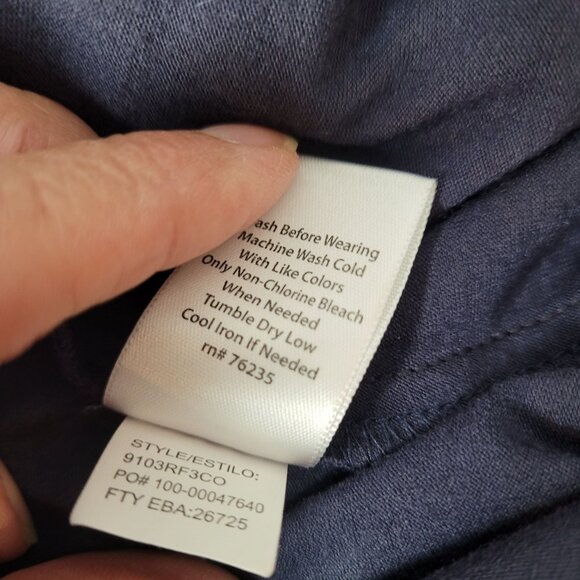 ash Before Wearing
Machine Wash Cold
With Like Colors
Only Non-Chlorine Bleach
When Needed
Tumble Dry Low
Cool Iron If Needed
rn# 76235
STYLE/ESTILO:
9103RF3CO
PO# 100-00047640
FTY EBA:26725